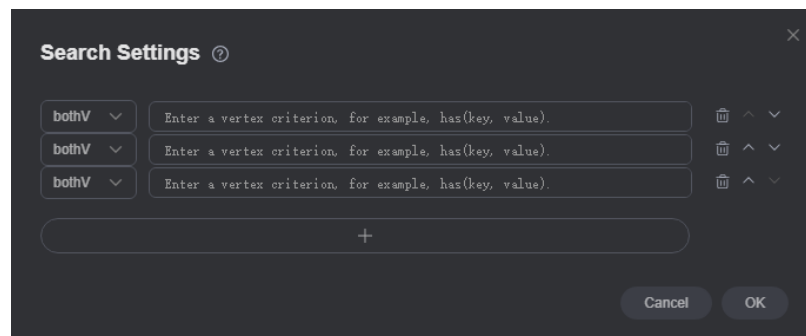 Search Settings ?
bothV Enter a vertex criterion, for example, has(key, value).
bothV Enter a vertex criterion, for example, has(key, value).
bothV Enter a vertex criterion, for example, has(key, value).
+
Cancel OK